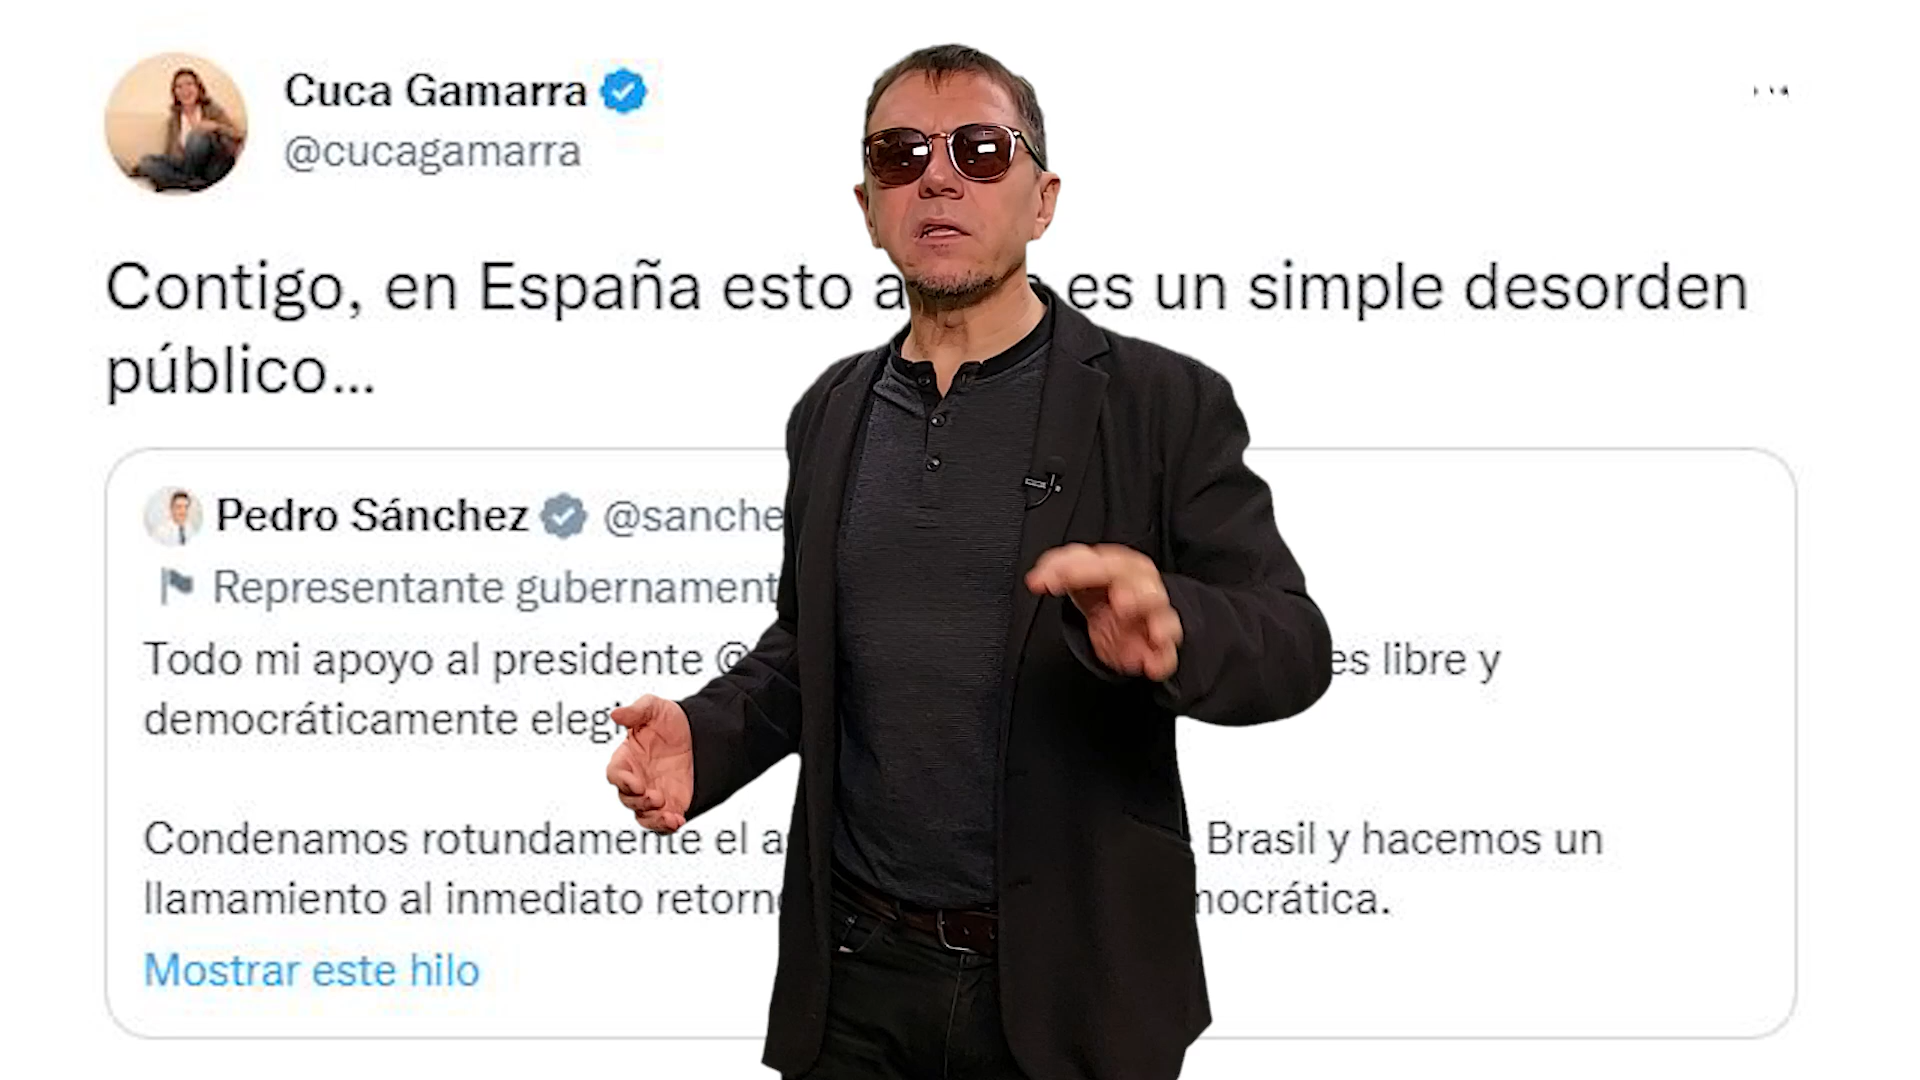 Cuca Gamarra
@cucagamarra
Contigo, en España esto a es un simple desorden
público...
Pedro Sánchez @sanche
Representante gubernament
Todo mi apoyo al presidente @ es libre y
democráticamente elegi
Condenamos rotundamente el a Brasil y hacemos un
llamamiento al inmediato retorno mocrática.
Mostrar este hilo